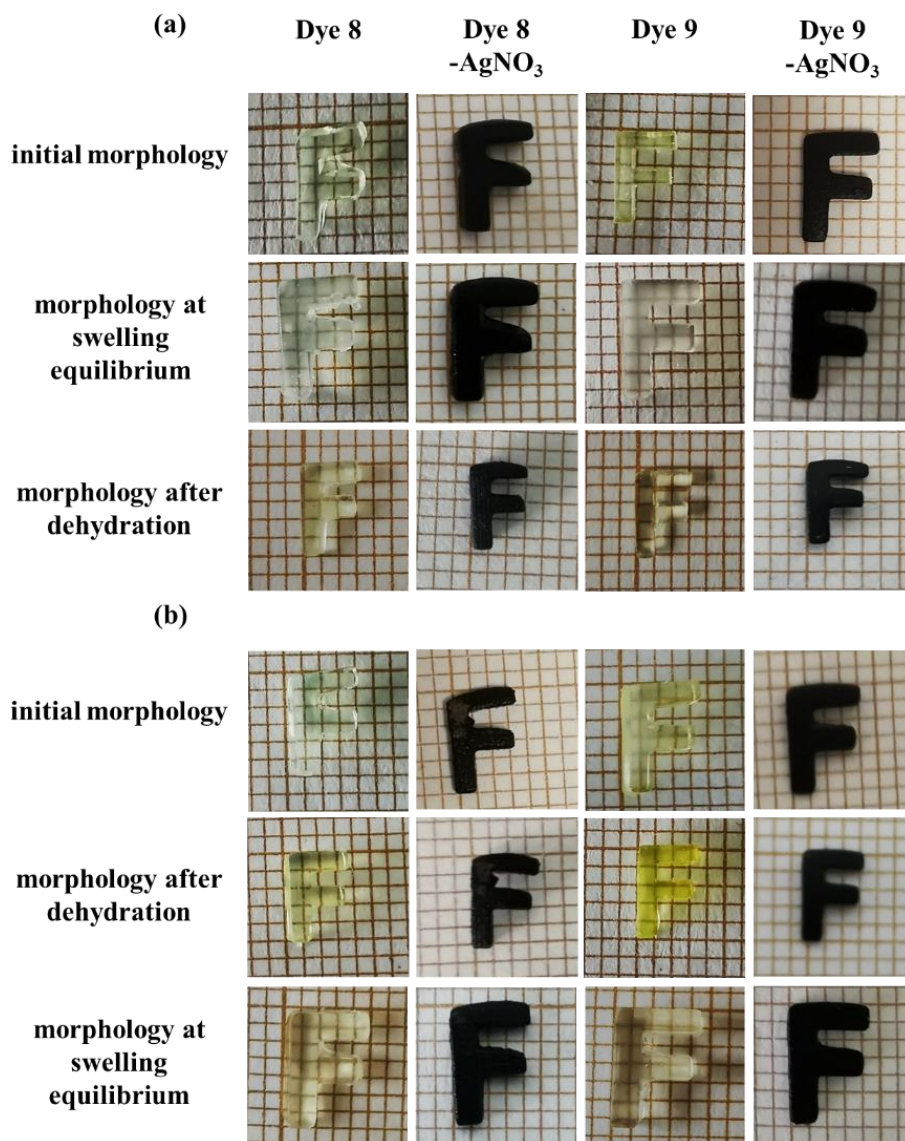 (a)
Dye 8
Dye 8
-AgNO₃
Dye 9
Dye 9
-AgNO₃
initial morphology
morphology at
swelling
equilibrium
morphology after
dehydration
(b)
initial morphology
morphology after
dehydration
morphology at
swelling
equilibrium